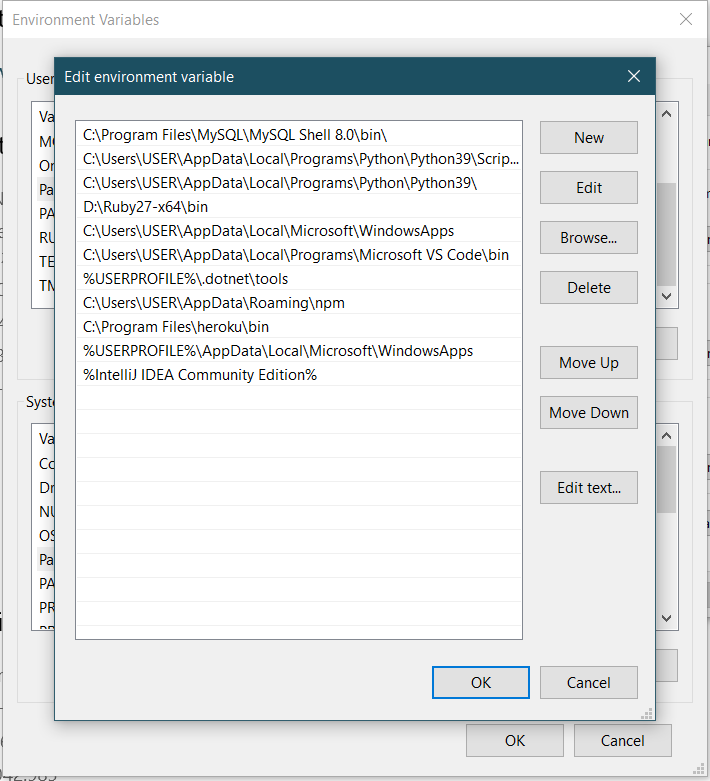 Environment Variables
Edit environment variable
User
Va
On
Pa
PA
RU
TE
TM
C:\Program Files\MySQL\MySQL Shell 8.0\bin\
C:\Users\USER\AppData\Local\Programs\Python\Python39\Scrip...
C:\Users\USER\AppData\Local\Programs\Python\Python39\
D:\Ruby27-x64\bin
C:\Users\USER\AppData\Local\Microsoft\WindowsApps
C:\Users\USER\AppData\Local\Programs\Microsoft VS Code\bin
%USERPROFILE%\.dotnet\tools
C:\Users\USER\AppData\Roaming\npm
C:\Program Files\heroku\bin
%USERPROFILE%\AppData\Local\Microsoft\WindowsApps
%IntelliJ IDEA Community Edition%
New
Edit
Browse...
Delete
Move Up
Move Down
Edit text...
Syste
Va
Co
Dr
NU
OS
Pa
PA
PR
OK
Cancel
OK
Cancel